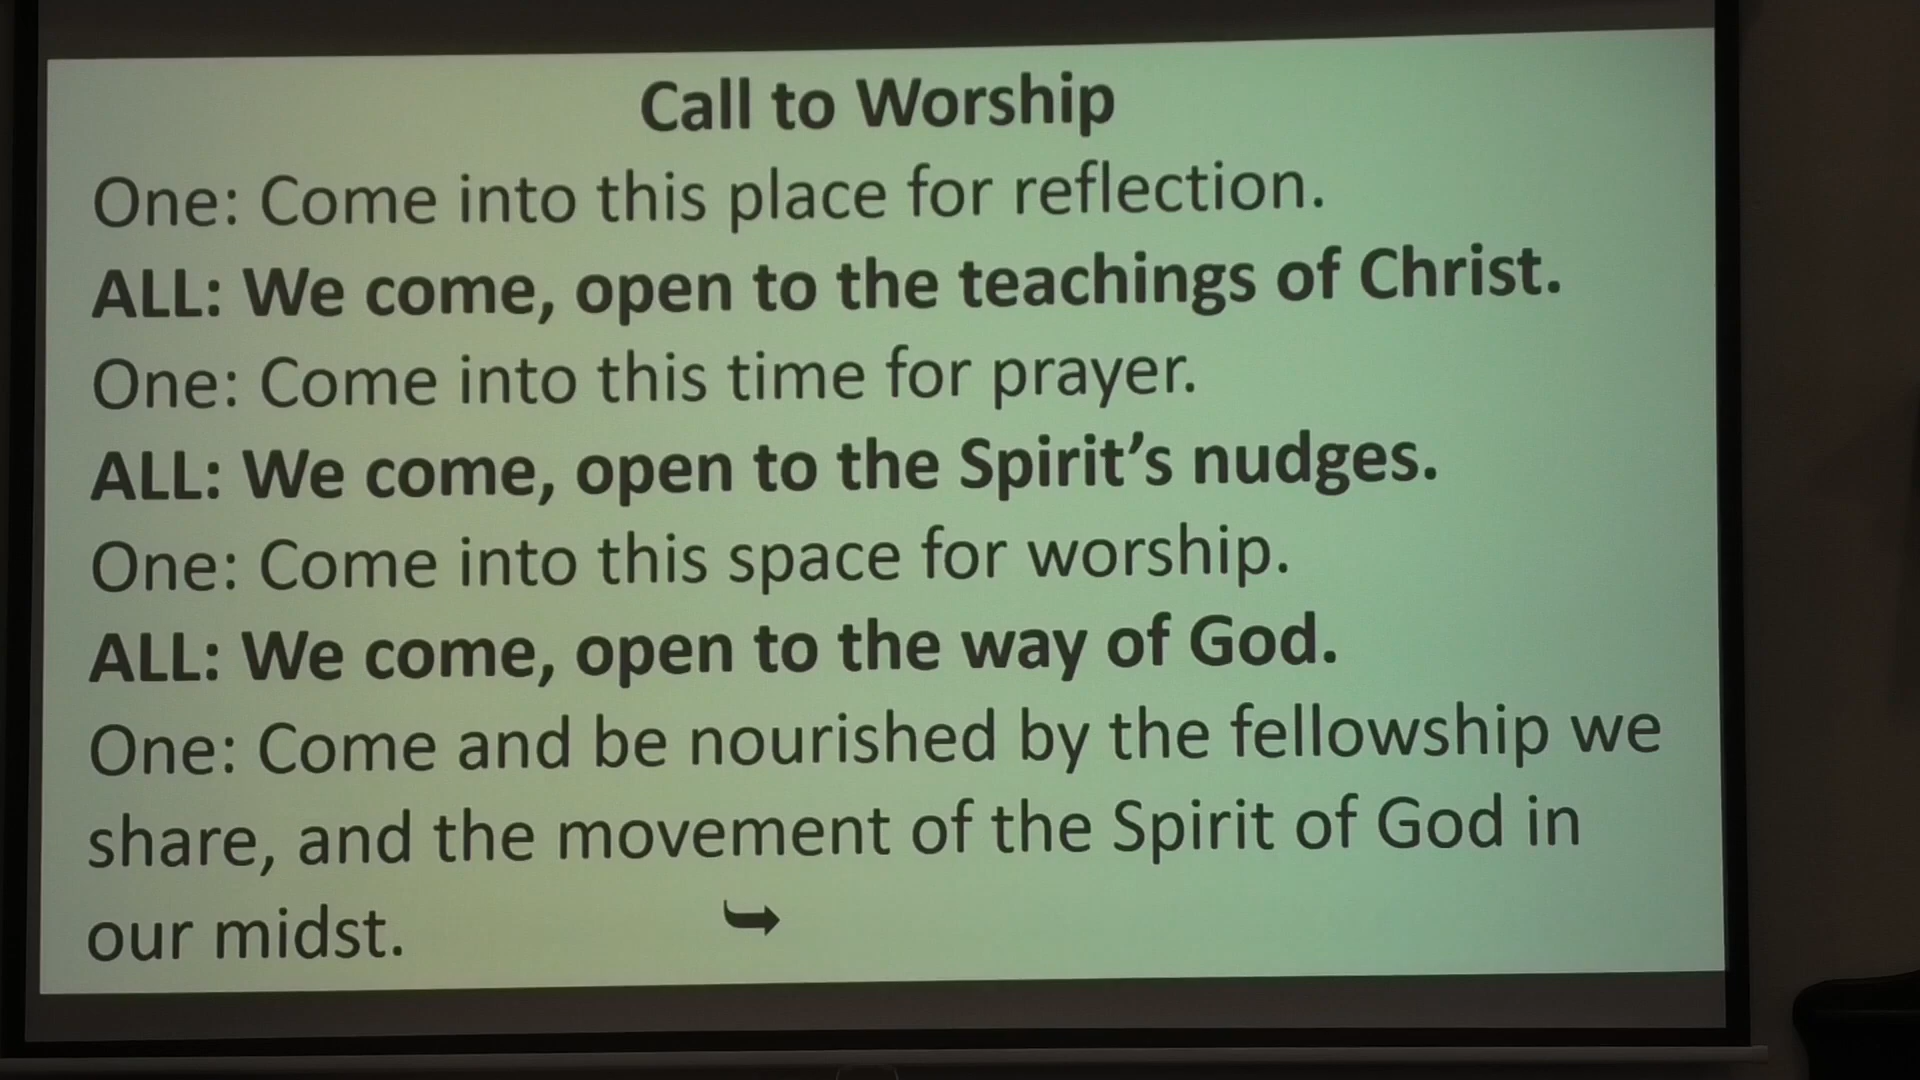 Call to Worship
One: Come into this place for reflection.
ALL: We come, open to the teachings of Christ.
One: Come into this time for prayer.
ALL: We come, open to the Spirit’s nudges.
One: Come into this space for worship.
ALL: We come, open to the way of God.
One: Come and be nourished by the fellowship we
share, and the movement of the Spirit of God in
our midst.